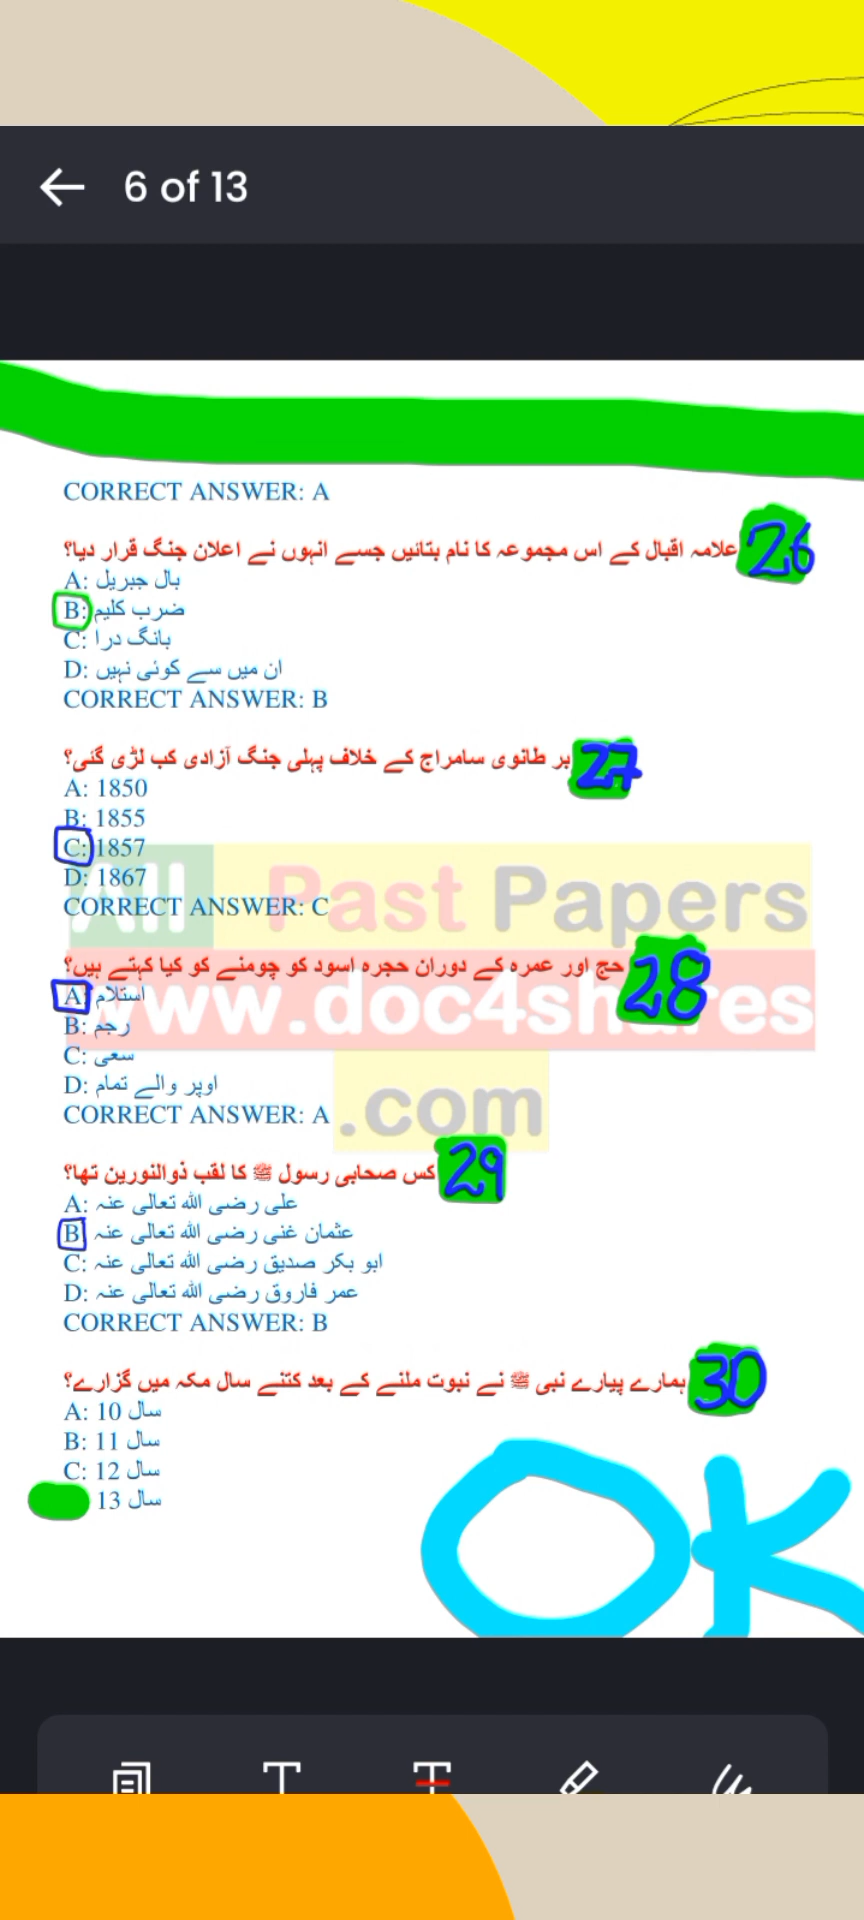 6 of 13
CORRECT ANSWER: A
علامہ اقبال کے اس مجموعہ کا نام بتائیں جسے انہوں نے اعلان جنگ قرار دیا؟ 26
A: بال جبریل
B: ضرب کلیم
C: بانگ درا
D: ان میں سے کوئی نہیں
CORRECT ANSWER: B
بر طانوی سامراج کے خلاف پہلی جنگ آزادی کب لڑی گئی؟ 27
A: 1850
B: 1855
C: 1857
D: 1867
CORRECT ANSWER: C
All Past Papers
حج اور عمرہ کے دوران حجرہ اسود کو چومنے کو کیا کہتے ہیں؟ 28
A: استلام
www.doc4shares
B: رجم
C: سعی
D: اوپر والے تمام
CORRECT ANSWER: A
.com
کس صحابی رسول ﷺ کا لقب ذوالنورین تھا؟ 29
A: علی رضی اللہ تعالی عنہ
B: عثمان غنی رضی اللہ تعالی عنہ
C: ابو بکر صدیق رضی اللہ تعالی عنہ
D: عمر فاروق رضی اللہ تعالی عنہ
CORRECT ANSWER: B
ہمارے پیارے نبی ﷺ نے نبوت ملنے کے بعد کتنے سال مکہ میں گزارے؟ 30
A: 10 سال
B: 11 سال
C: 12 سال
13 سال
OK